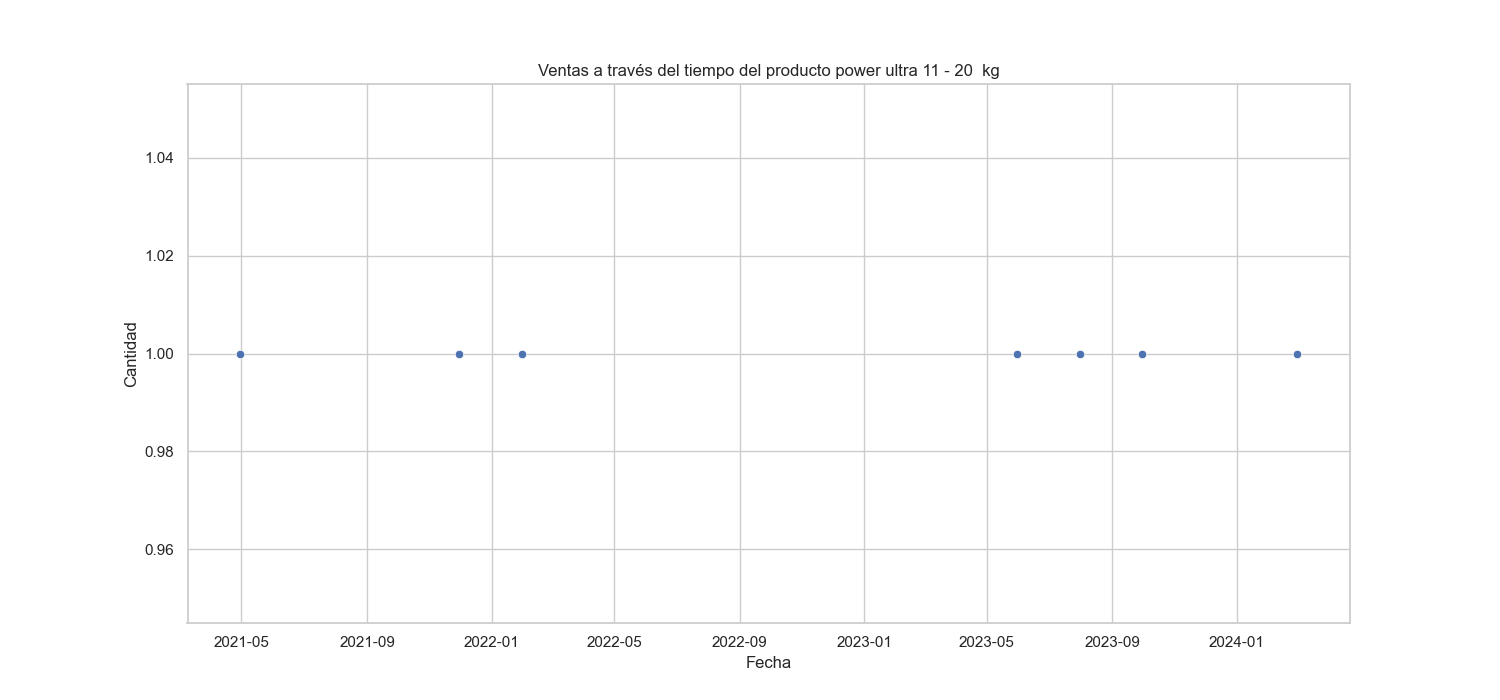 Ventas a través del tiempo del producto power ultra 11 - 20  kg
1.04
1.02
1.00
0.98
0.96
Cantidad
2021-05 2021-09 2022-01 2022-05 2022-09 2023-01 2023-05 2023-09 2024-01
Fecha